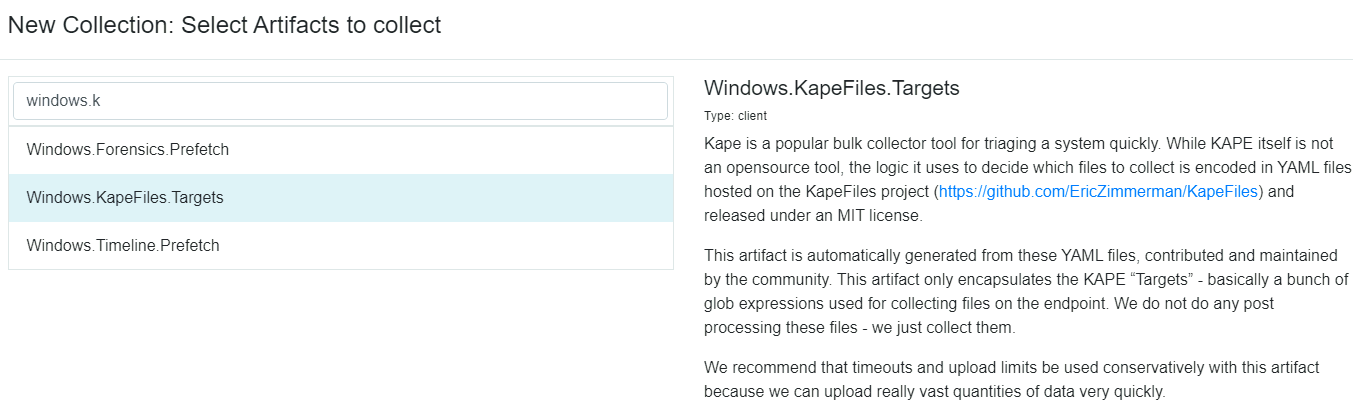 New Collection: Select Artifacts to collect
windows.k
Windows.Forensics.Prefetch
Windows.KapeFiles.Targets
Windows.Timeline.Prefetch
Windows.KapeFiles.Targets
Type: client
Kape is a popular bulk collector tool for triaging a system quickly. While KAPE itself is not
an opensource tool, the logic it uses to decide which files to collect is encoded in YAML files
hosted on the KapeFiles project (https://github.com/EricZimmerman/KapeFiles) and
released under an MIT license.
This artifact is automatically generated from these YAML files, contributed and maintained
by the community. This artifact only encapsulates the KAPE “Targets” - basically a bunch of
glob expressions used for collecting files on the endpoint. We do not do any post
processing these files - we just collect them.
We recommend that timeouts and upload limits be used conservatively with this artifact
because we can upload really vast quantities of data very quickly.